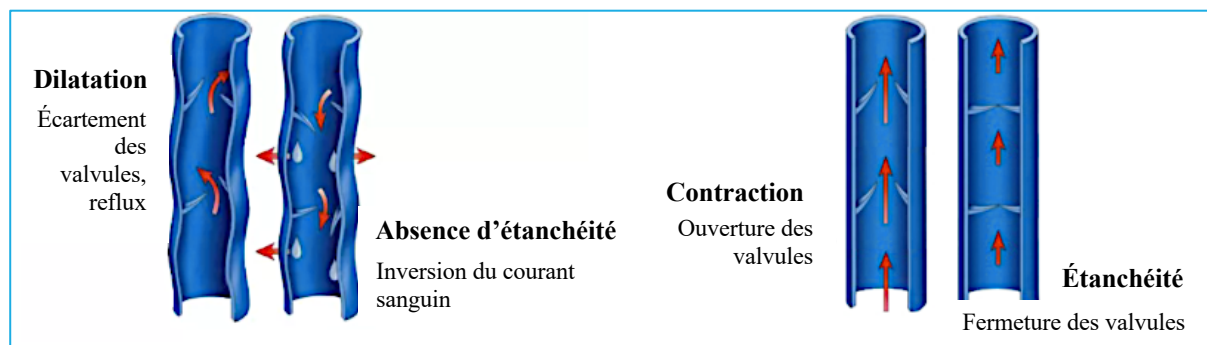 Dilatation
Écartement
des
valvules,
reflux
Absence d’étanchéité
Inversion du courant
sanguin
Contraction
Ouverture des
valvules
Étanchéité
Fermeture des valvules